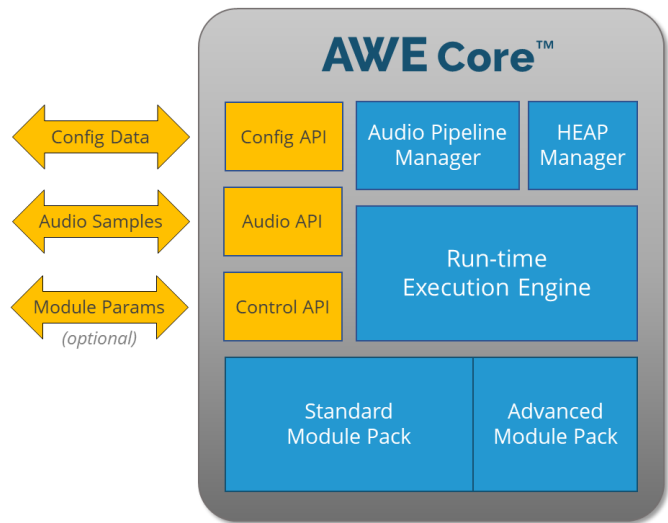 AWE Core™
Config Data
Config API
Audio Pipeline
Manager
HEAP
Manager
Audio Samples
Audio API
Run-time
Execution Engine
Module Params
(optional)
Control API
Standard
Module Pack
Advanced
Module Pack